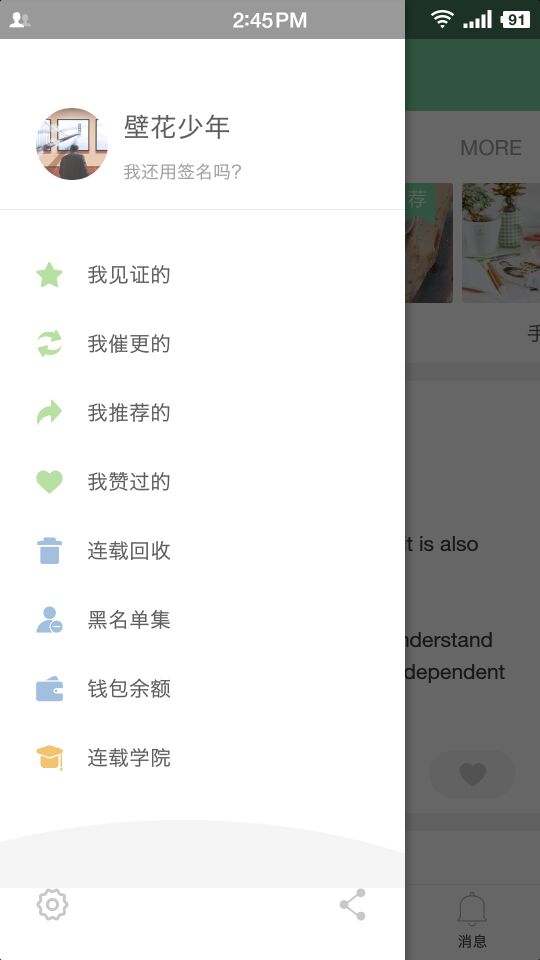 2:45PM
91
壁花少年
我还用签名吗?
MORE
荐
手
我见证的
我催更的
我推荐的
我赞过的
连载回收
t is also
黑名单集
nderstand
dependent
钱包余额
连载学院
消息